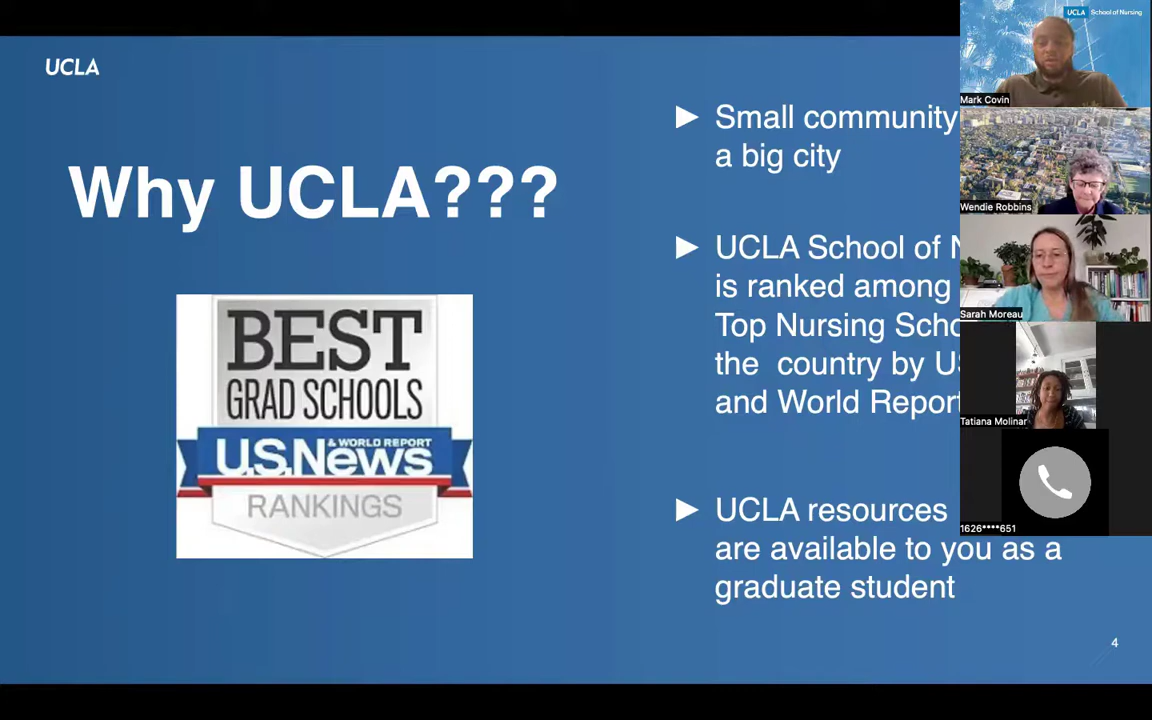 UCLA
Why UCLA???
BEST
GRAD SCHOOLS
U.S.News
& WORLD REPORT
RANKINGS
Small community
a big city
UCLA School of
is ranked among
Top Nursing
the country by
and World Report
UCLA resources
are available to you as a
graduate student
4
UCLA School of Nursing
Mark Covin
Wendie Robbins
Sarah Moreau
Tatiana Molinar
1626****651